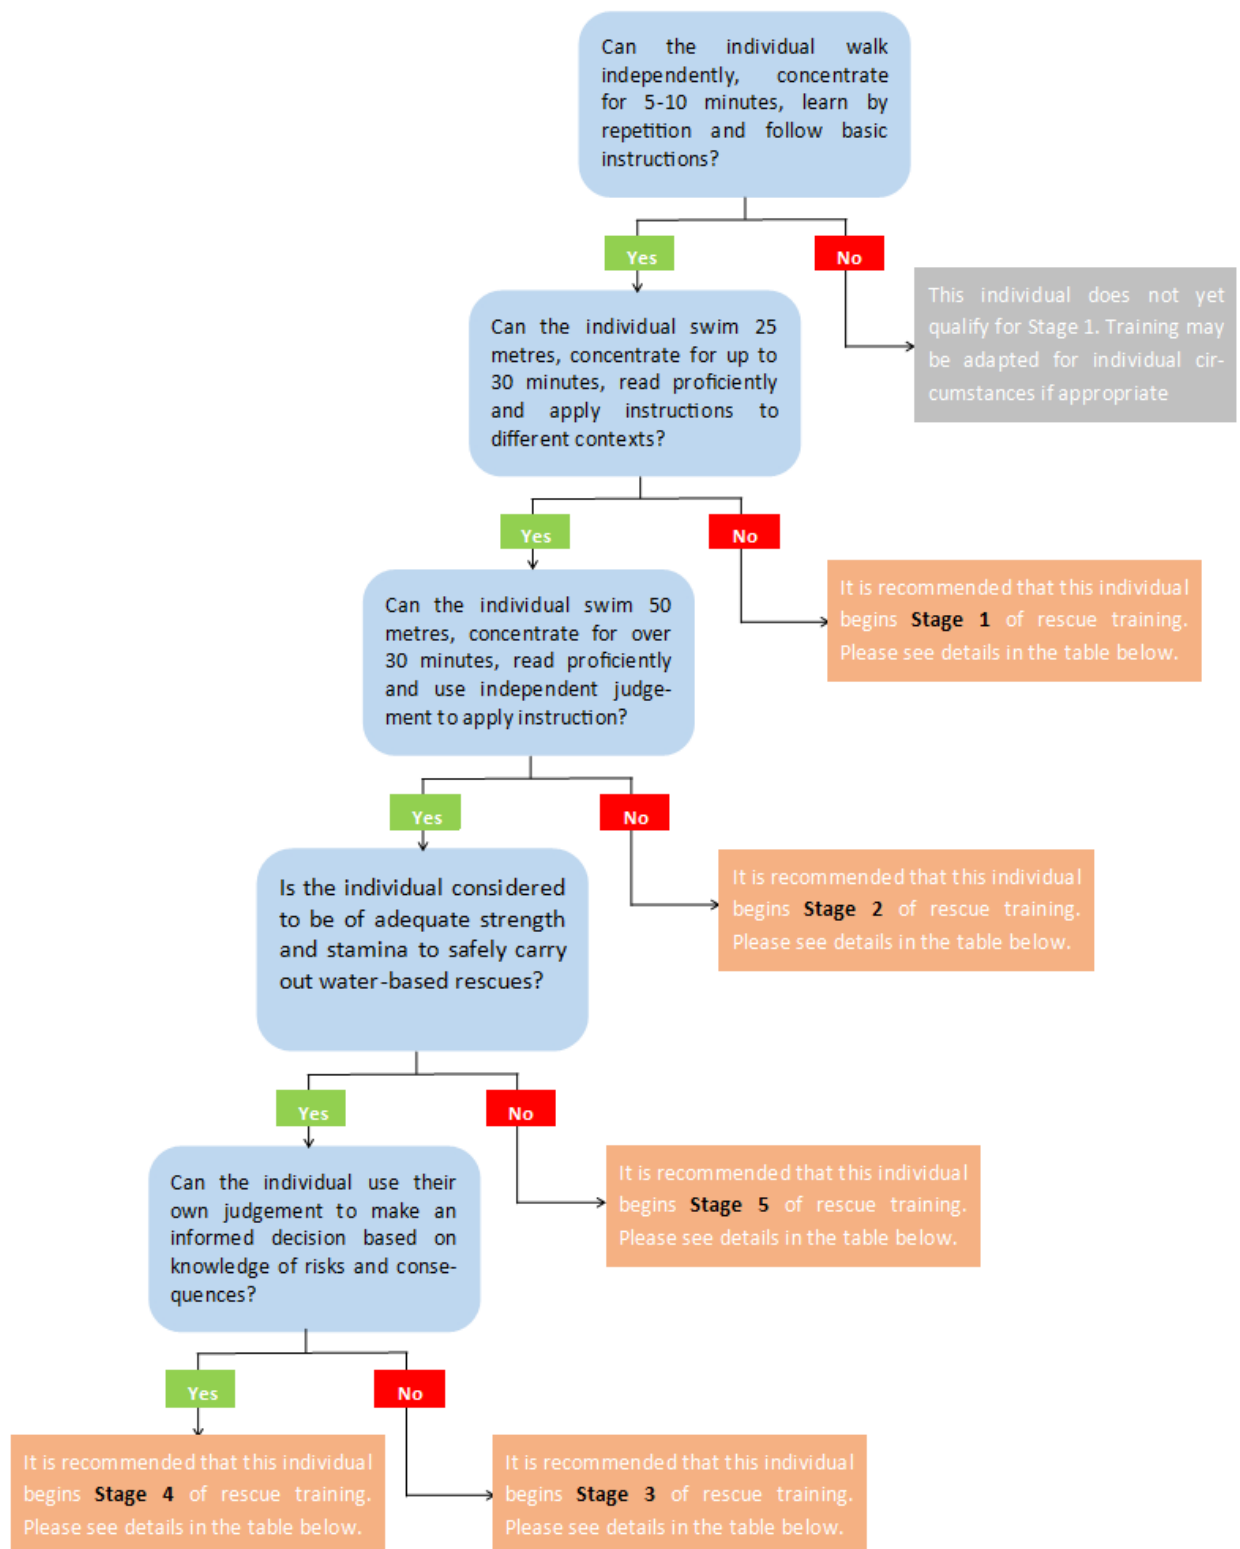 Can the individual walk
independently, concentrate
for 5-10 minutes, learn by
repetition and follow basic
instructions?
Yes
No
This individual does not yet
qualify for Stage 1. Training may
be adapted for individual cir-
cumstances if appropriate
Can the individual swim 25
metres, concentrate for up to
30 minutes, read proficiently
and apply instructions to
different contexts?
Yes
No
It is recommended that this individual
begins Stage 1 of rescue training.
Please see details in the table below.
Can the individual swim 50
metres, concentrate for over
30 minutes, read proficiently
and use independent judge-
ment to apply instruction?
Yes
No
It is recommended that this individual
begins Stage 2 of rescue training.
Please see details in the table below.
Is the individual considered
to be of adequate strength
and stamina to safely carry
out water-based rescues?
Yes
No
It is recommended that this individual
begins Stage 5 of rescue training.
Please see details in the table below.
Can the individual use their
own judgement to make an
informed decision based on
knowledge of risks and conse-
quences?
Yes
No
It is recommended that this individual
begins Stage 4 of rescue training.
Please see details in the table below.
It is recommended that this individual
begins Stage 3 of rescue training.
Please see details in the table below.